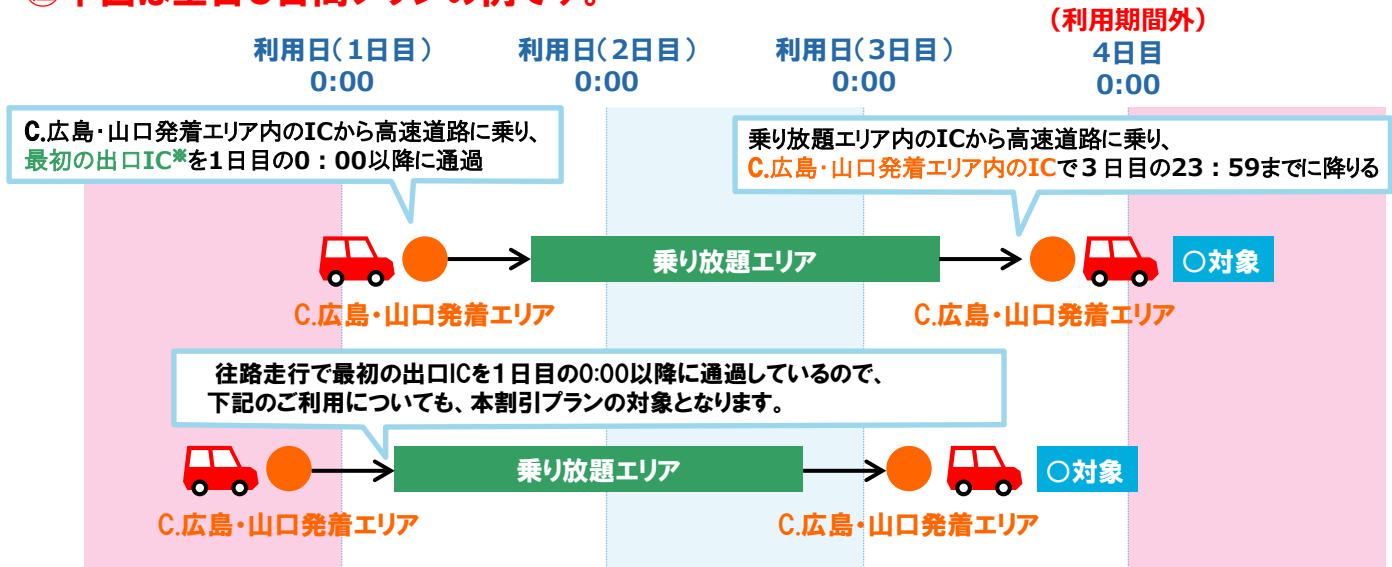 (利用期間外)
利用日(1日目) 利用日(2日目) 利用日(3日目) 4日目
0:00 0:00 0:00 0:00
C.広島・山口発着エリア内のICから高速道路に乗り、
最初の出口IC※を1日目の0:00以降に通過
乗り放題エリア内のICから高速道路に乗り、
C.広島・山口発着エリア内のICで3日目の23:59までに降りる
乗り放題エリア
○対象
C.広島・山口発着エリア C.広島・山口発着エリア
往路走行で最初の出口ICを1日目の0:00以降に通過しているので、
下記のご利用についても、本割引プランの対象となります。
乗り放題エリア
○対象
C.広島・山口発着エリア C.広島・山口発着エリア